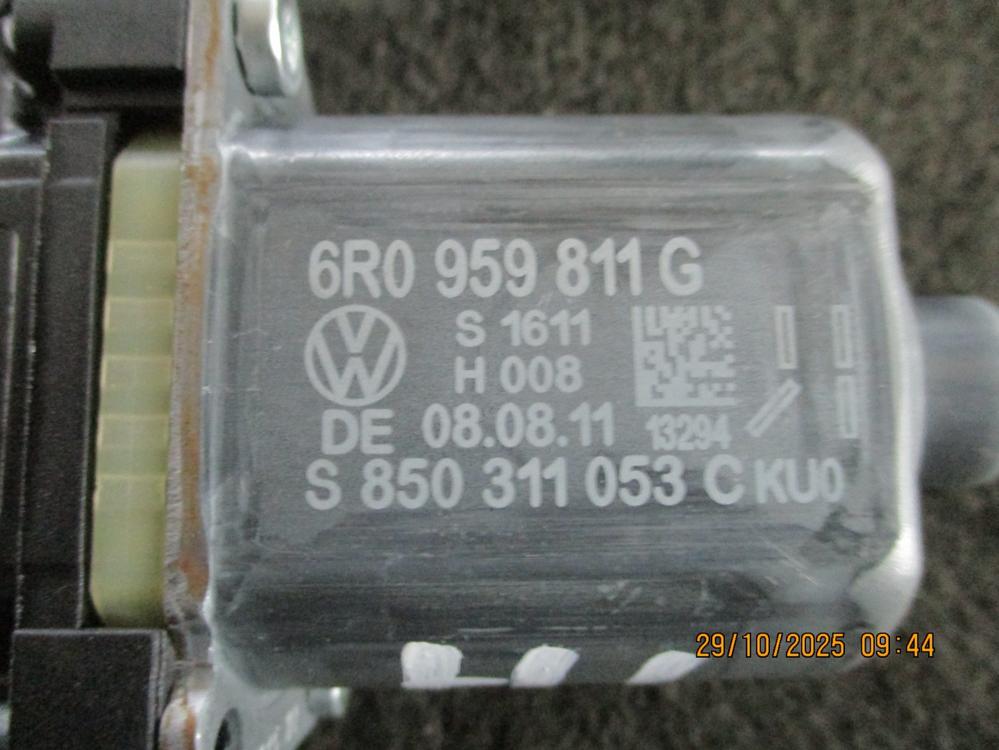 6R0 959 811 G
S 1611
H 008
DE 08.08.11
13294
S 850 311 053 C KU0
29/10/2025 09:44